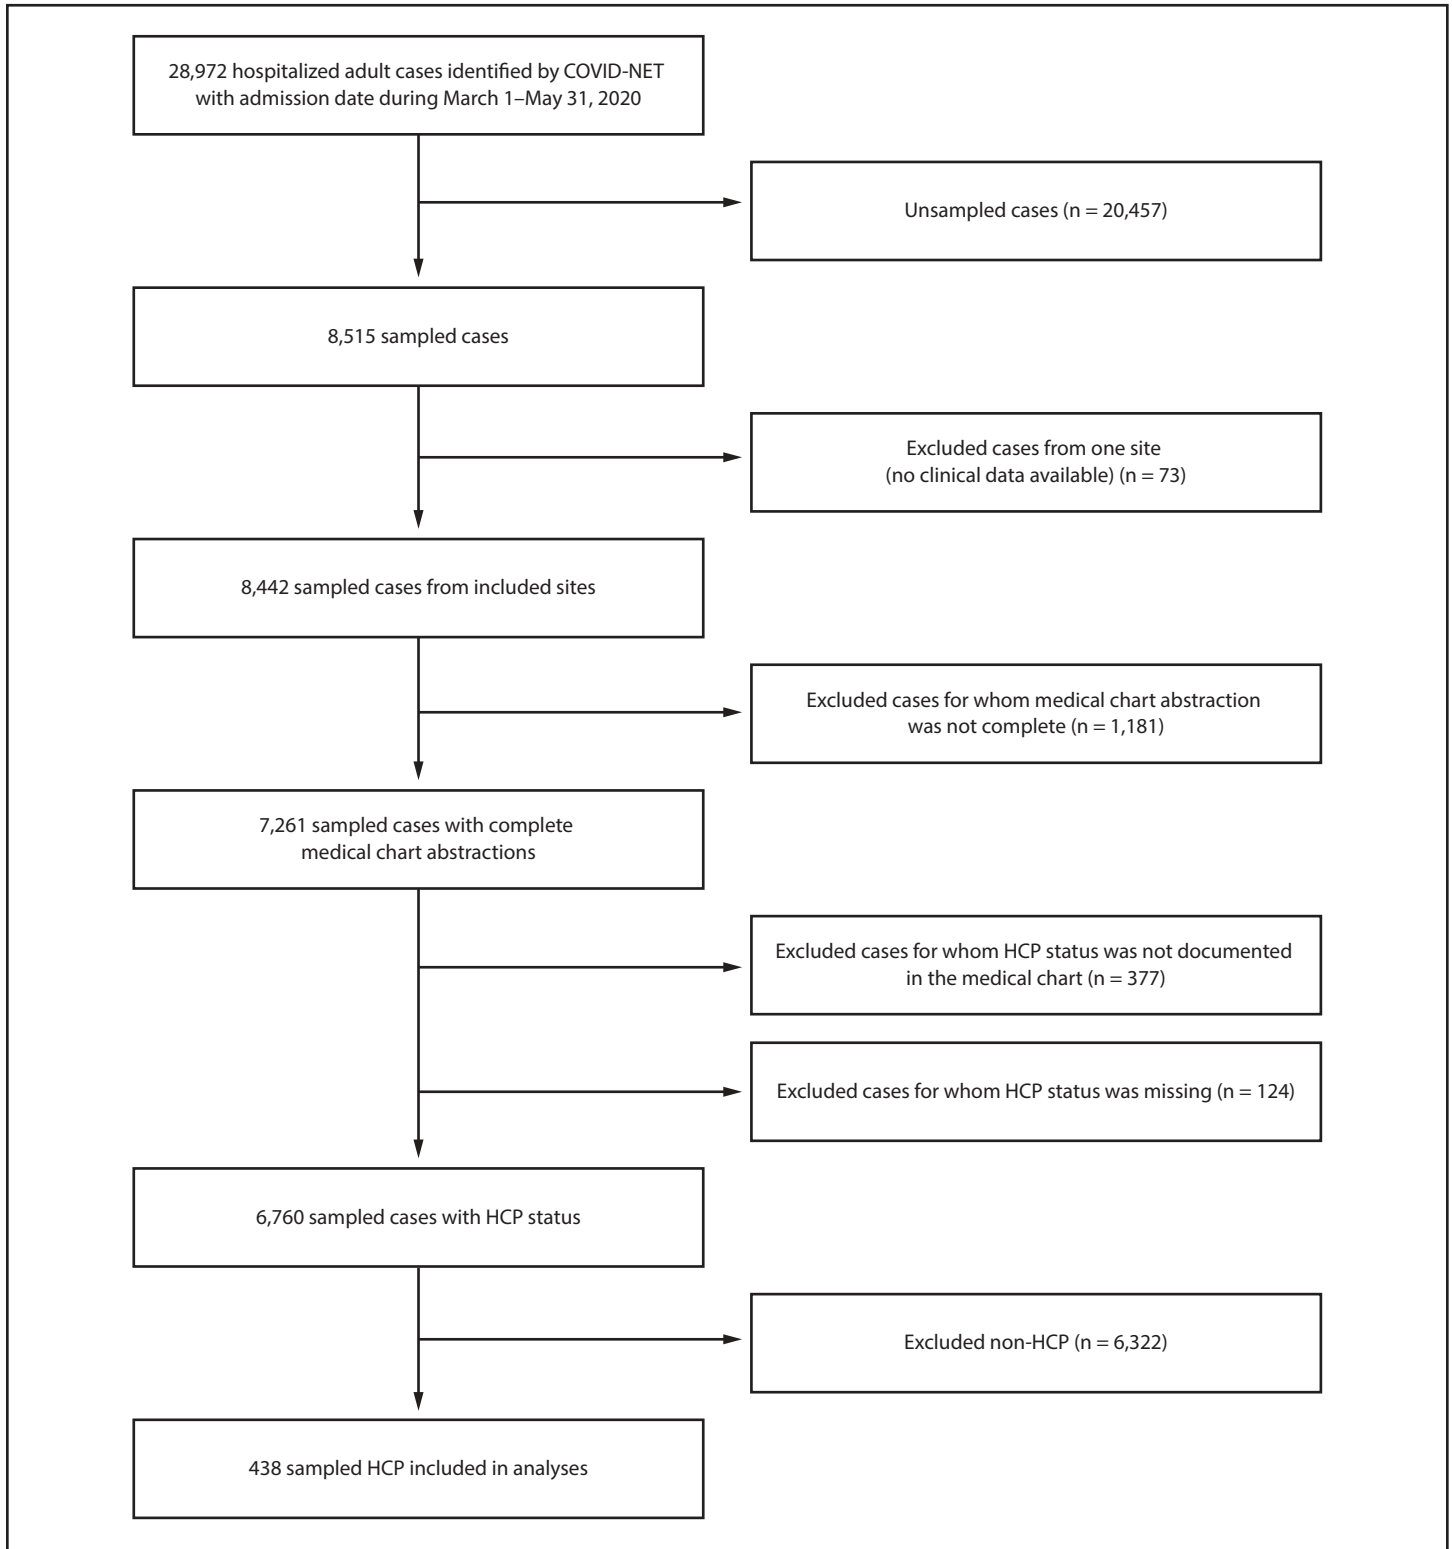 28,972 hospitalized adult cases identified by COVID-NET
with admission date during March 1–May 31, 2020
Unsampled cases (n = 20,457)
8,515 sampled cases
Excluded cases from one site
(no clinical data available) (n = 73)
8,442 sampled cases from included sites
Excluded cases for whom medical chart abstraction
was not complete (n = 1,181)
7,261 sampled cases with complete
medical chart abstractions
Excluded cases for whom HCP status was not documented
in the medical chart (n = 377)
Excluded cases for whom HCP status was missing (n = 124)
6,760 sampled cases with HCP status
Excluded non-HCP (n = 6,322)
438 sampled HCP included in analyses